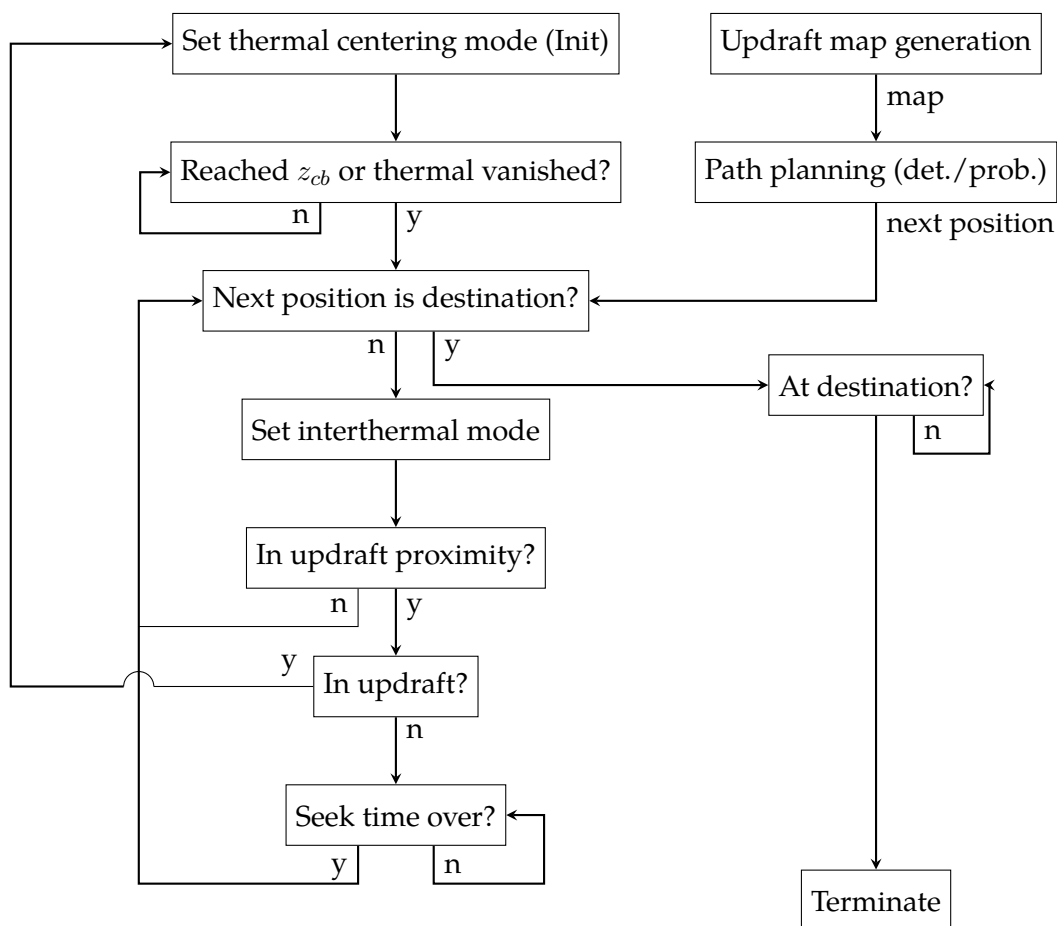 Set thermal centering mode (Init)
Updraft map generation
map
Reached z_cb or thermal vanished?
Path planning (det./prob.)
n
y
next position
Next position is destination?
n
y
At destination?
n
Set interthermal mode
In updraft proximity?
n
y
y
In updraft?
n
Seek time over?
y
n
Terminate